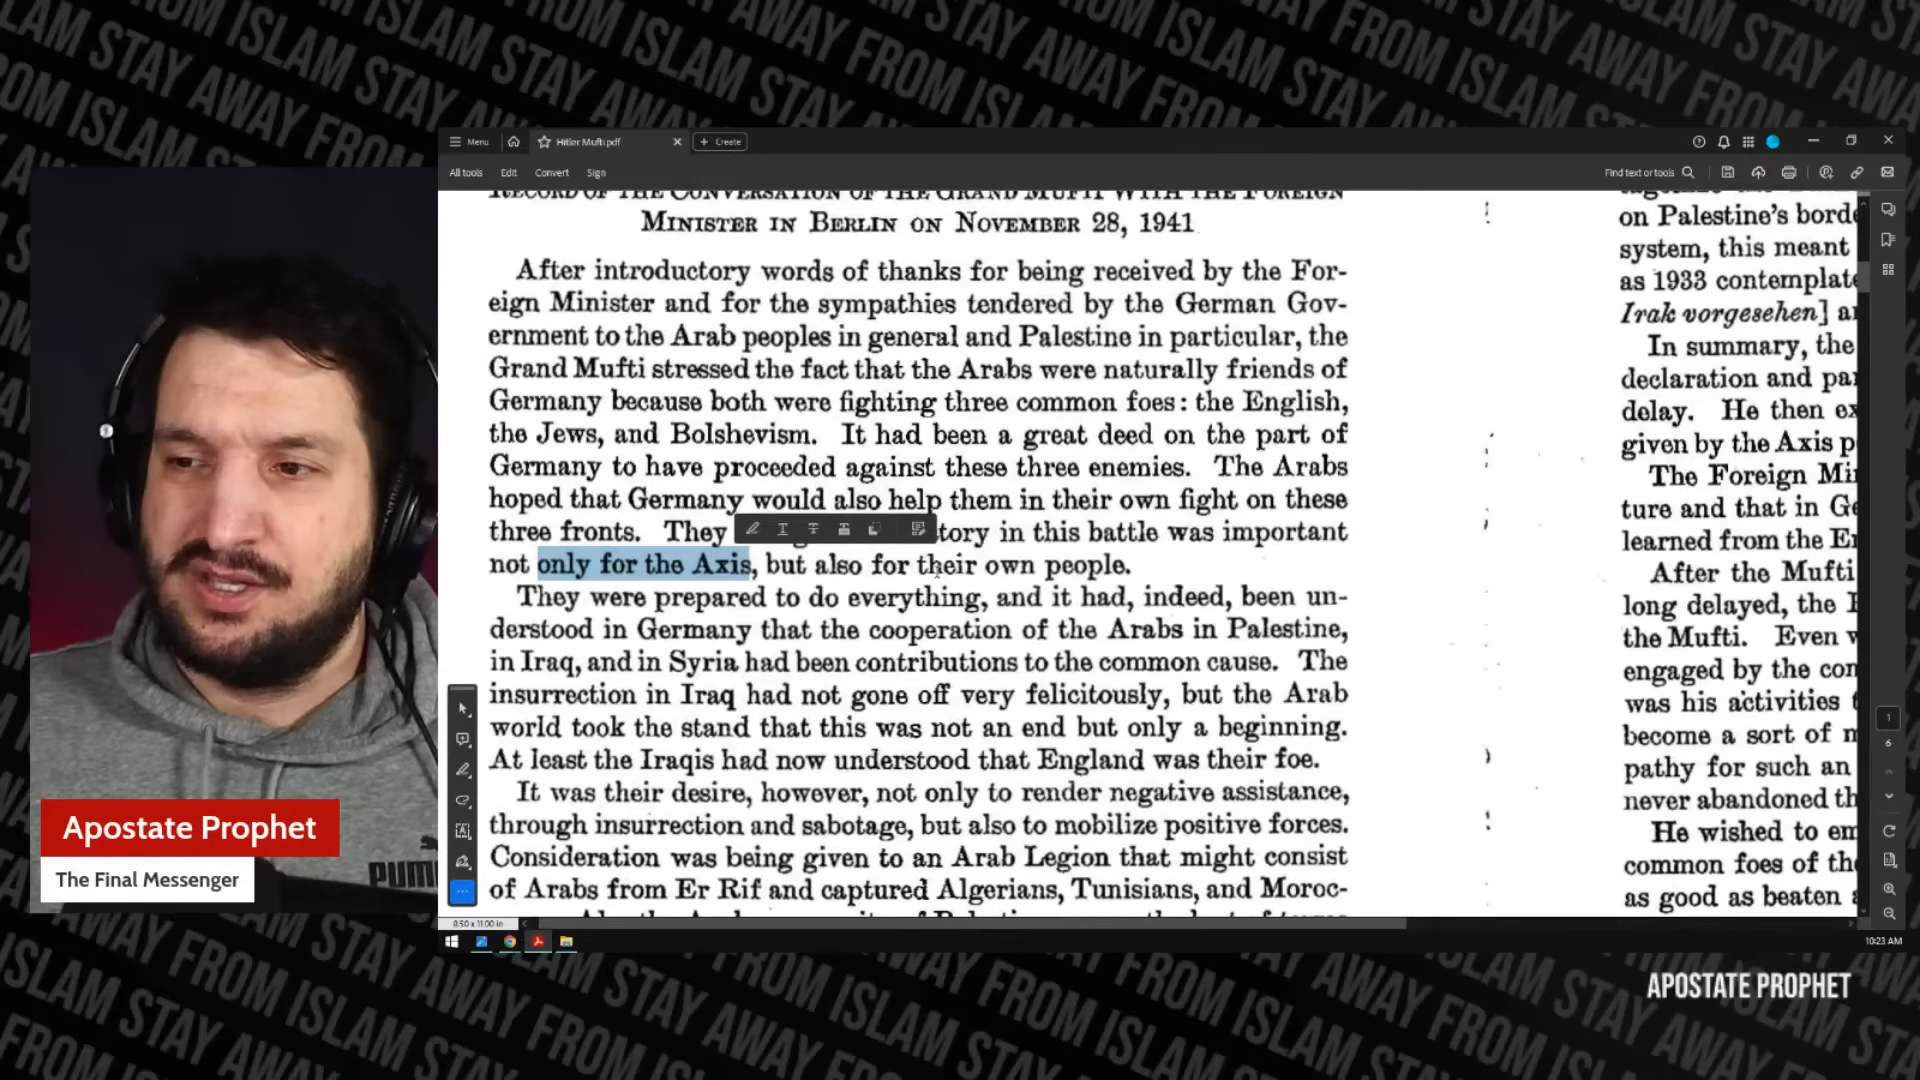 Menu
Hitler Mufti.pdf
Create
All tools
Edit
Convert
Sign
Find text or tools
RECORD OF THE CONVERSATION OF THE GRAND MUFTI WITH THE FOREIGN
MINISTER IN BERLIN ON NOVEMBER 28, 1941
After introductory words of thanks for being received by the For-
eign Minister and for the sympathies tendered by the German Gov-
ernment to the Arab peoples in general and Palestine in particular, the
Grand Mufti stressed the fact that the Arabs were naturally friends of
Germany because both were fighting three common foes: the English,
the Jews, and Bolshevism. It had been a great deed on the part of
Germany to have proceeded against these three enemies. The Arabs
hoped that Germany would also help them in their own fight on these
three fronts. They tory in this battle was important
not only for the Axis, but also for their own people.
They were prepared to do everything, and it had, indeed, been un-
derstood in Germany that the cooperation of the Arabs in Palestine,
in Iraq, and in Syria had been contributions to the common cause. The
insurrection in Iraq had not gone off very felicitously, but the Arab
world took the stand that this was not an end but only a beginning.
At least the Iraqis had now understood that England was their foe.
It was their desire, however, not only to render negative assistance,
through insurrection and sabotage, but also to mobilize positive forces.
Consideration was being given to an Arab Legion that might consist
of Arabs from Er Rif and captured Algerians, Tunisians, and Moroc-
on Palestine's borde
system, this meant
as 1933 contemplate
Irak vorgesehen] an
In summary, the
declaration and par
delay. He then ex
given by the Axis p
The Foreign Min
ture and that in Ge
learned from the En
After the Mufti
long delayed, the
the Mufti. Even w
engaged by the con
was his activities t
become a sort of m
pathy for such an
never abandoned th
He wished to em
common foes of the
as good as beaten a
1
6
8.50 x 11.00 in
10:23 AM
Apostate Prophet
The Final Messenger
PUMA
APOSTATE PROPHET
STAY AWAY FROM ISLAM